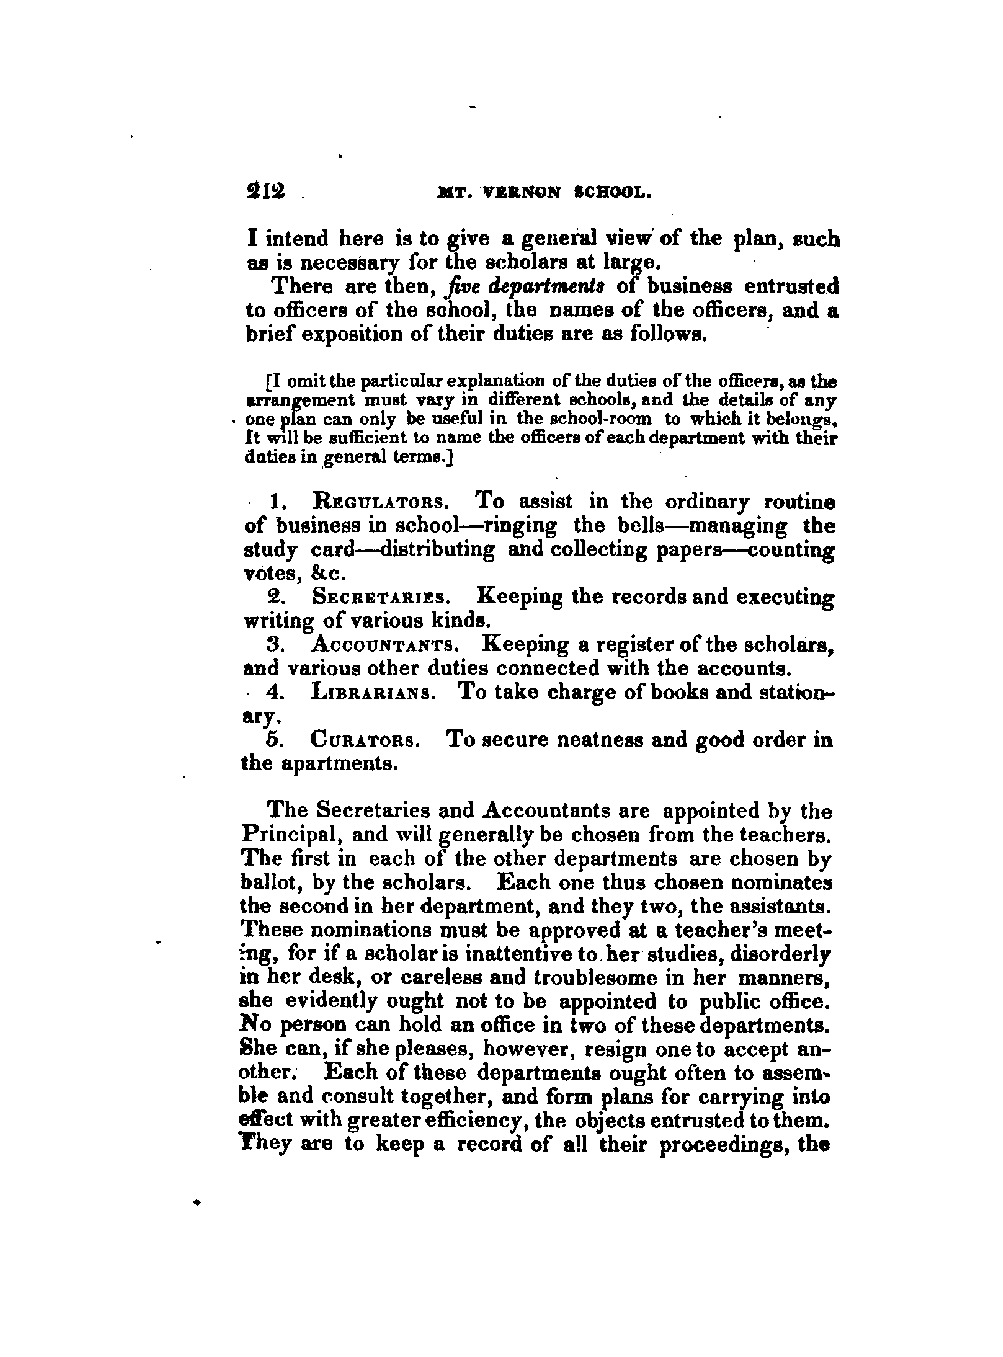 212 MT. VERNON SCHOOL.
I intend here is to give a general view of the plan, such
as is necessary for the scholars at large.
There are then, five departments of business entrusted
to officers of the school, the names of the officers, and a
brief exposition of their duties are as follows.
[I omit the particular explanation of the duties of the officers, as the
arrangement must vary in different schools, and the details of any
one plan can only be useful in the school-room to which it belongs.
It will be sufficient to name the officers of each department with their
duties in general terms.]
1. REGULATORS. To assist in the ordinary routine
of business in school—ringing the bells—managing the
study card—distributing and collecting papers—counting
votes, &c.
2. SECRETARIES. Keeping the records and executing
writing of various kinds.
3. ACCOUNTANTS. Keeping a register of the scholars,
and various other duties connected with the accounts.
4. LIBRARIANS. To take charge of books and station-
ary.
5. CURATORS. To secure neatness and good order in
the apartments.
The Secretaries and Accountants are appointed by the
Principal, and will generally be chosen from the teachers.
The first in each of the other departments are chosen by
ballot, by the scholars. Each one thus chosen nominates
the second in her department, and they two, the assistants.
These nominations must be approved at a teacher's meet-
ing, for if a scholar is inattentive to her studies, disorderly
in her desk, or careless and troublesome in her manners,
she evidently ought not to be appointed to public office.
No person can hold an office in two of these departments.
She can, if she pleases, however, resign one to accept an-
other. Each of these departments ought often to assem-
ble and consult together, and form plans for carrying into
effect with greater efficiency, the objects entrusted to them.
They are to keep a record of all their proceedings, the